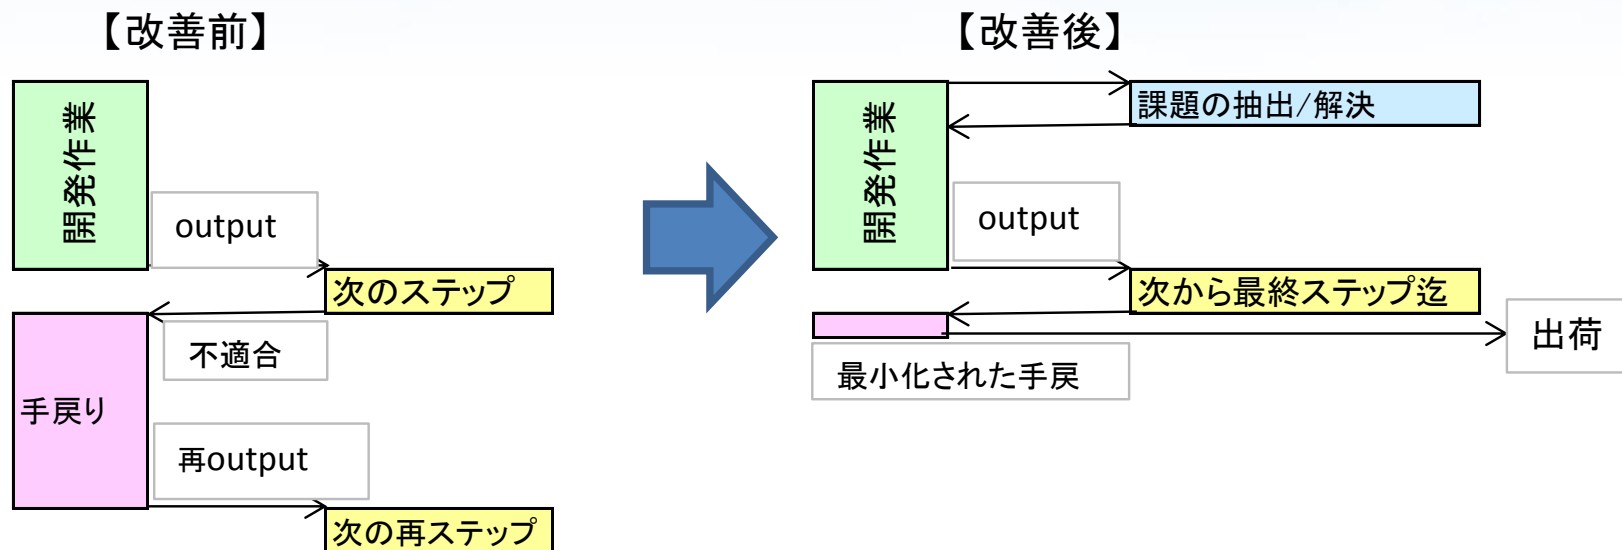 【改善前】
開発作業
output
次のステップ
不適合
手戻り
再output
次の再ステップ
【改善後】
開発作業
課題の抽出/解決
output
次から最終ステップ迄
出荷
最小化された手戻